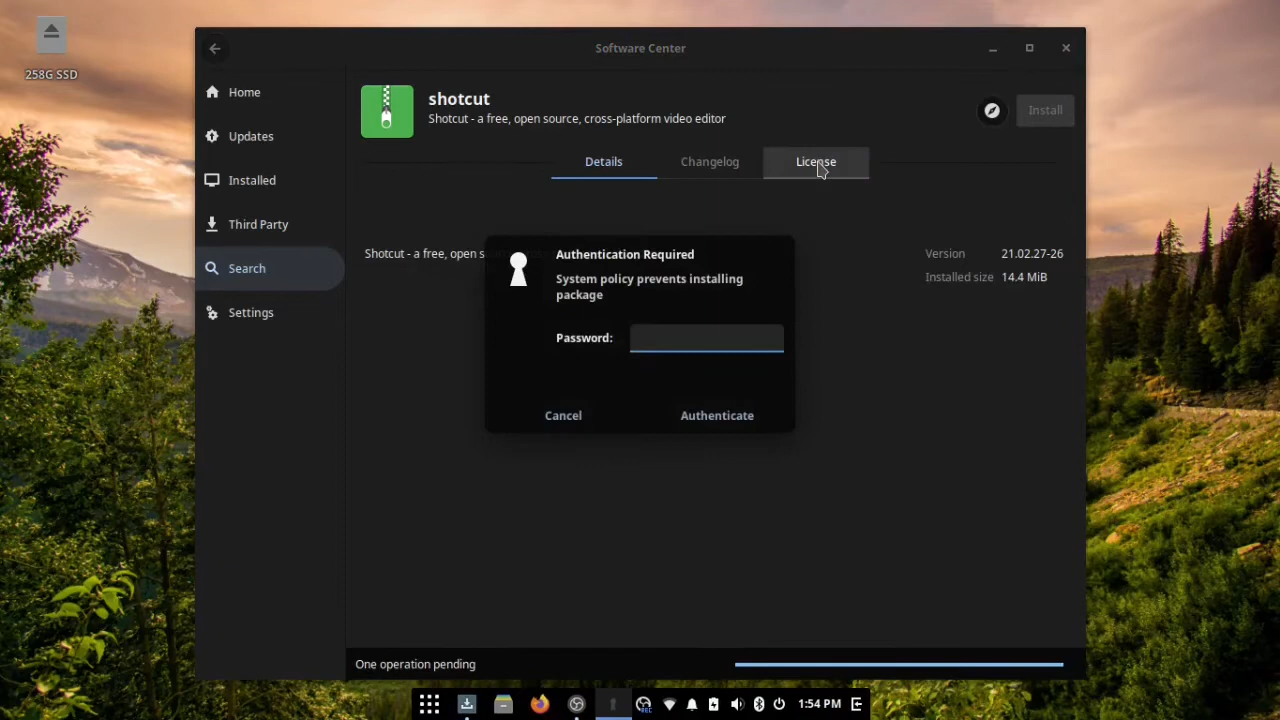 258G SSD
Software Center
Home
Updates
Installed
Third Party
Search
Settings
shotcut
Shotcut - a free, open source, cross-platform video editor
Install
Details
Changelog
License
Shotcut - a free, open s
Version 21.02.27-26
Installed size 14.4 MiB
Authentication Required
System policy prevents installing
package
Password:
Cancel
Authenticate
One operation pending
REC
1:54 PM